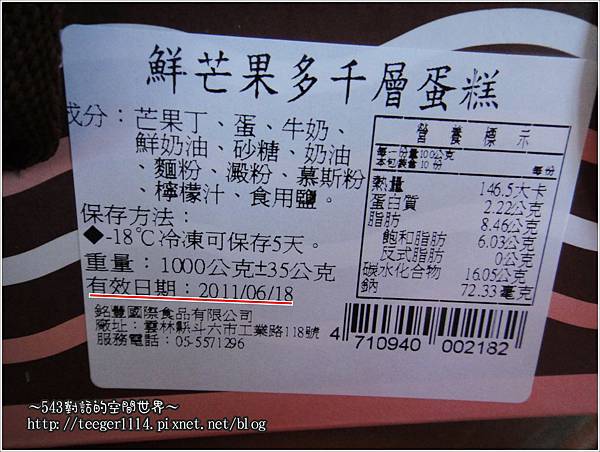 鮮芒果多千層蛋糕
成分：芒果丁、蛋、牛奶、
鮮奶油、砂糖、奶油
、麵粉、澱粉、慕斯粉
、檸檬汁、食用鹽。
保存方法：
◆-18℃冷凍可保存5天。
重量：1000公克±35公克
有效日期：2011/06/18
銘豐國際食品有限公司
廠址：雲林縣斗六市工業路118號
服務電話：05-5571296
營養標示
每一份量100公克
本包裝含10份
每份
熱量 146.5大卡
蛋白質 2.22公克
脂肪 8.46公克
飽和脂肪 6.03公克
反式脂肪 0公克
碳水化合物 16.05公克
鈉 72.33毫克
4 710940 002182
～543對話的空間世界～
http://teeger1114.pixnet.net/blog